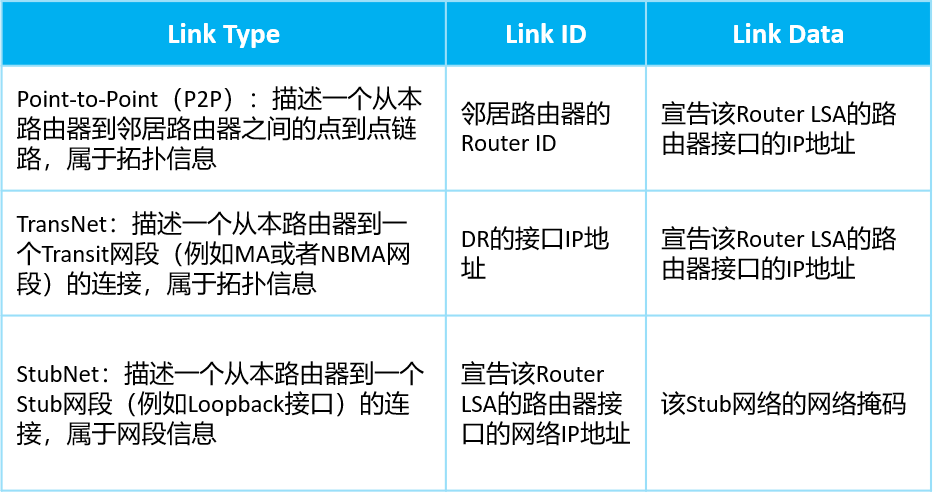 Link Type
Link ID
Link Data
Point-to-Point（P2P）：描述一个从本
路由器到邻居路由器之间的点到点链
路，属于拓扑信息
邻居路由器的
Router ID
宣告该Router LSA的路
由器接口的IP地址
TransNet：描述一个从本路由器到一
个Transit网段（例如MA或者NBMA网
段）的连接，属于拓扑信息
DR的接口IP地
址
宣告该Router LSA的路
由器接口的IP地址
StubNet：描述一个从本路由器到一个
Stub网段（例如Loopback接口）的连
接，属于网段信息
宣告该Router
LSA的路由器接
口的网络IP地址
该Stub网络的网络掩码